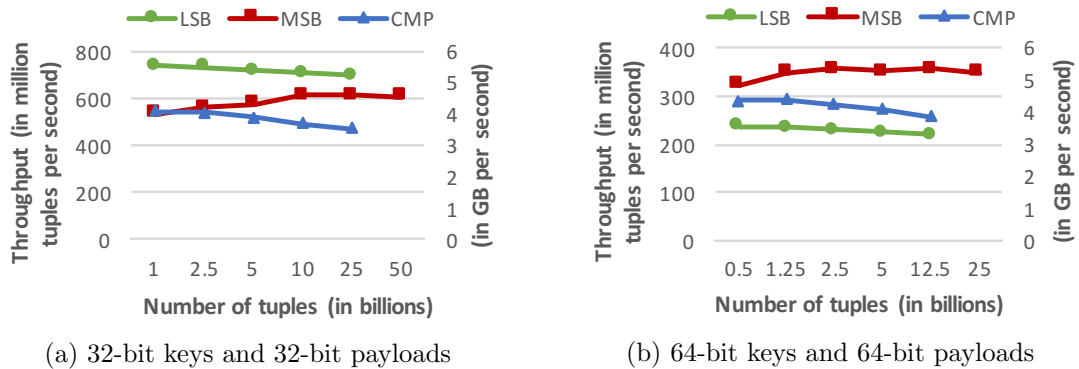 LSB MSB CMP
Throughput (in million
tuples per second)
800
600
400
200
0
6
5
4
3
2
1
0
(in GB per second)
1 2.5 5 10 25 50
Number of tuples (in billions)
(a) 32-bit keys and 32-bit payloads
LSB MSB CMP
Throughput (in million
tuples per second)
400
300
200
100
0
6
5
4
3
2
1
0
(in GB per second)
0.5 1.25 2.5 5 12.5 25
Number of tuples (in billions)
(b) 64-bit keys and 64-bit payloads